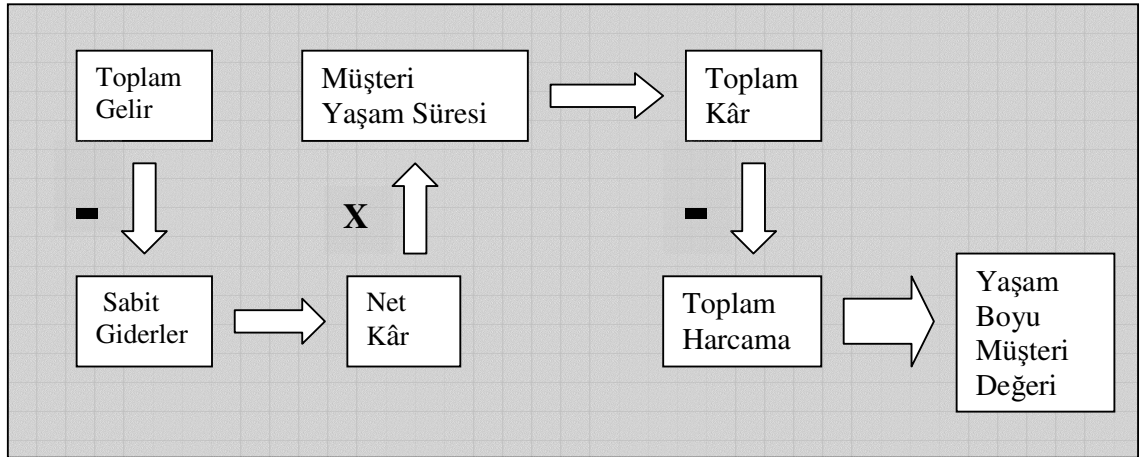 Toplam
Gelir
-
Sabit
Giderler
Net
Kâr
X
Müşteri
Yaşam Süresi
Toplam
Kâr
-
Toplam
Harcama
Yaşam
Boyu
Müşteri
Değeri